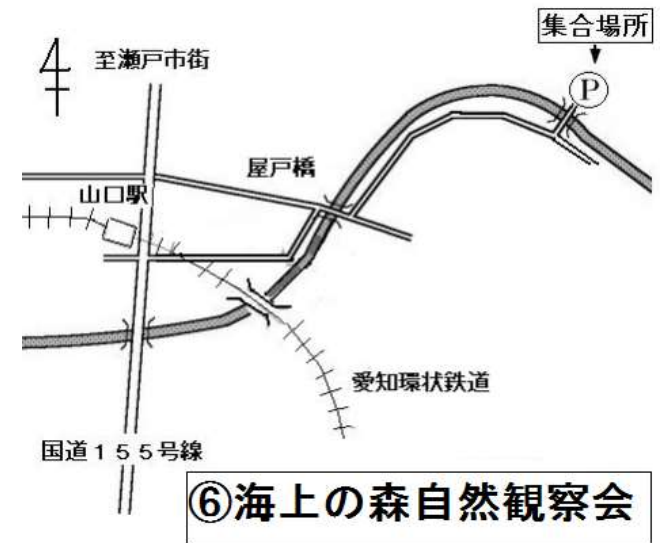 集合場所
P
至瀬戸市街
屋戸橋
山口駅
愛知環状鉄道
国道155号線
⑥海上の森自然観察会